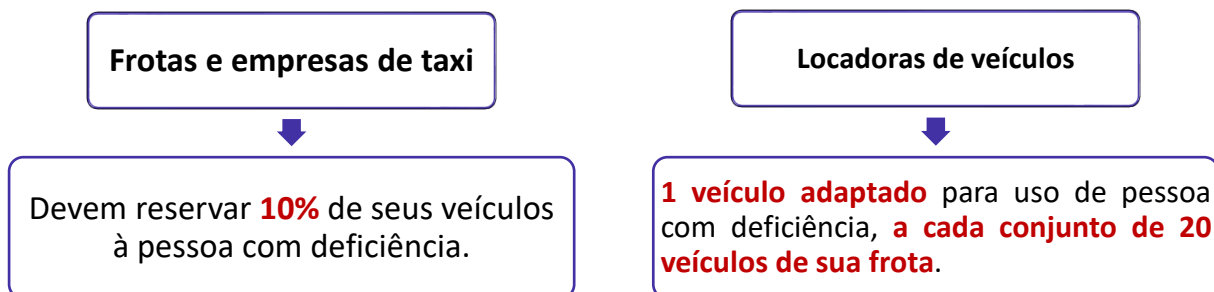 Frotas e empresas de taxi
Devem reservar 10% de seus veículos
à pessoa com deficiência.
Locadoras de veículos
1 veículo adaptado para uso de pessoa
com deficiência, a cada conjunto de 20
veículos de sua frota.